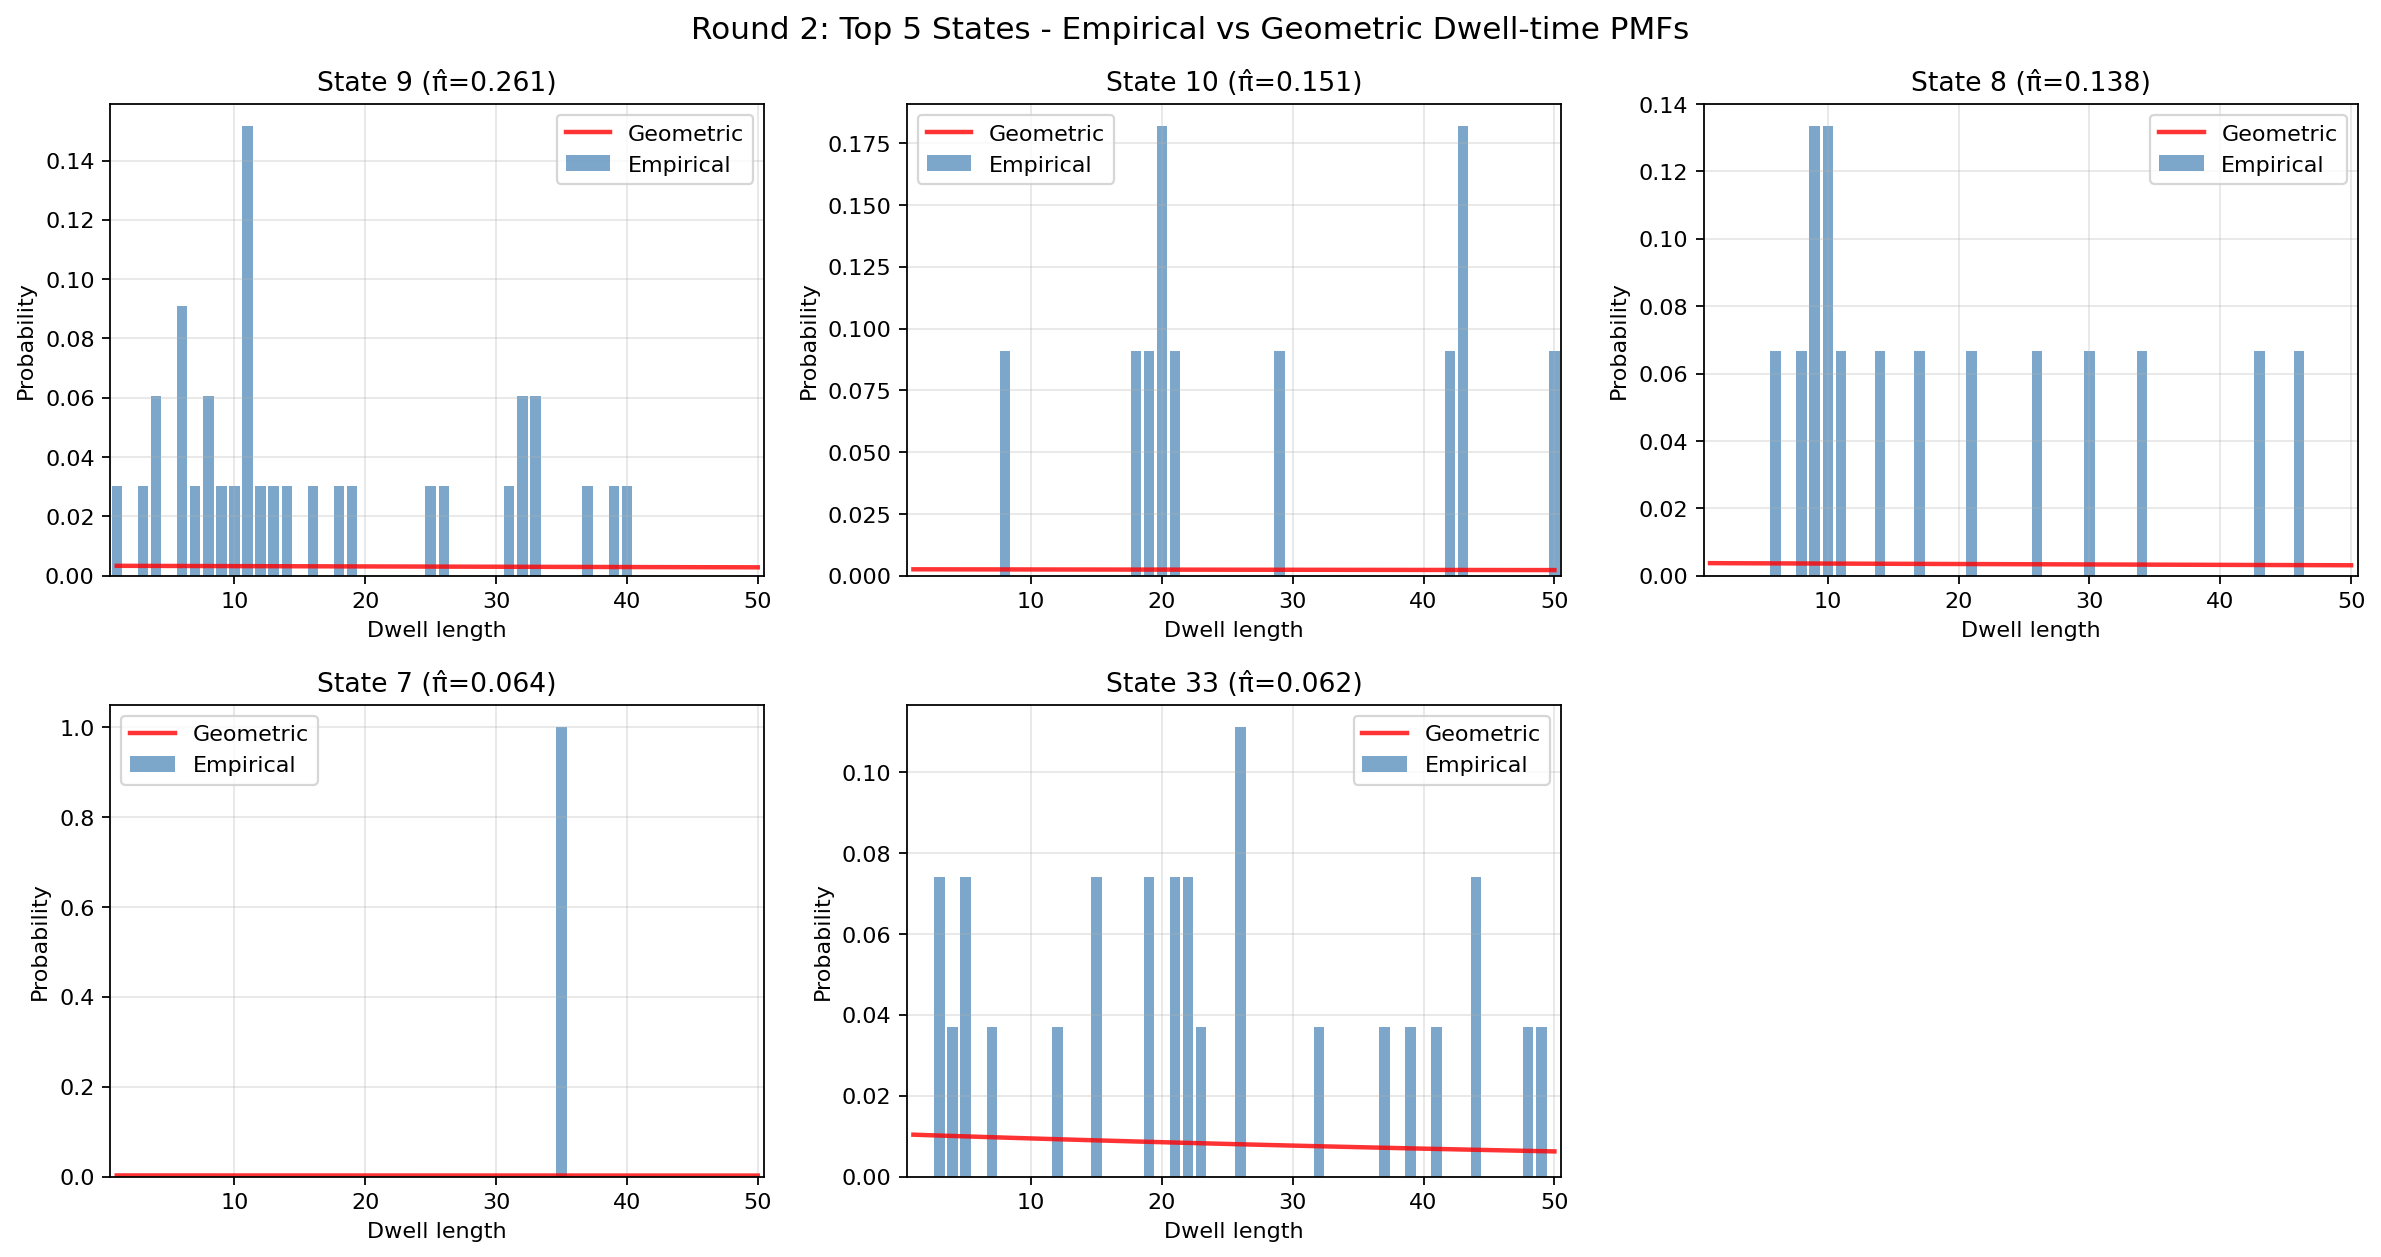 Round 2: Top 5 States - Empirical vs Geometric Dwell-time PMFs
State 9 (π̂=0.261)
Probability
0.14
0.12
0.10
0.08
0.06
0.04
0.02
0.00
Geometric
Empirical
10 20 30 40 50
Dwell length
State 10 (π̂=0.151)
Probability
0.175
0.150
0.125
0.100
0.075
0.050
0.025
0.000
Geometric
Empirical
10 20 30 40 50
Dwell length
State 8 (π̂=0.138)
Probability
0.14
0.12
0.10
0.08
0.06
0.04
0.02
0.00
Geometric
Empirical
10 20 30 40 50
Dwell length
State 7 (π̂=0.064)
Probability
1.0
0.8
0.6
0.4
0.2
0.0
Geometric
Empirical
10 20 30 40 50
Dwell length
State 33 (π̂=0.062)
Probability
0.10
0.08
0.06
0.04
0.02
0.00
Geometric
Empirical
10 20 30 40 50
Dwell length